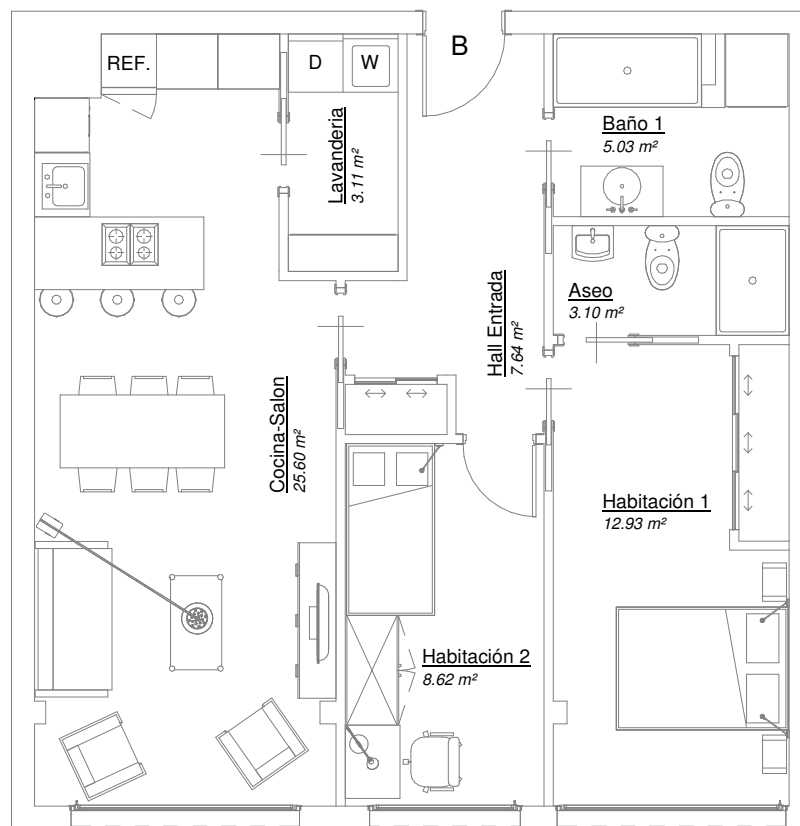 B
REF.
D
W
Lavanderia
3.11 m²
Baño 1
5.03 m²
Aseo
3.10 m²
Hall Entrada
7.64 m²
Cocina-Salon
25.60 m²
Habitación 1
12.93 m²
Habitación 2
8.62 m²